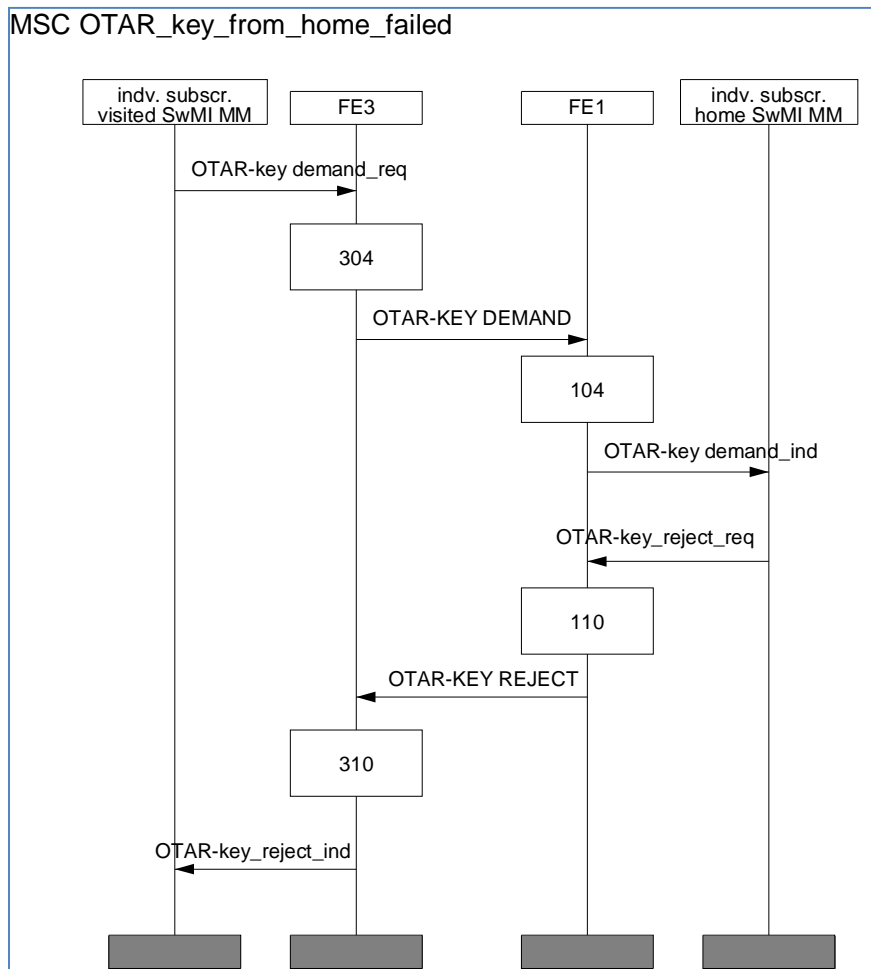 MSC OTAR_key_from_home_failed
indv. subscr.
visited SwMI MM
FE3
FE1
indv. subscr.
home SwMI MM
OTAR-key demand_req
304
OTAR-KEY DEMAND
104
OTAR-key demand_ind
OTAR-key_reject_req
110
OTAR-KEY REJECT
310
OTAR-key_reject_ind